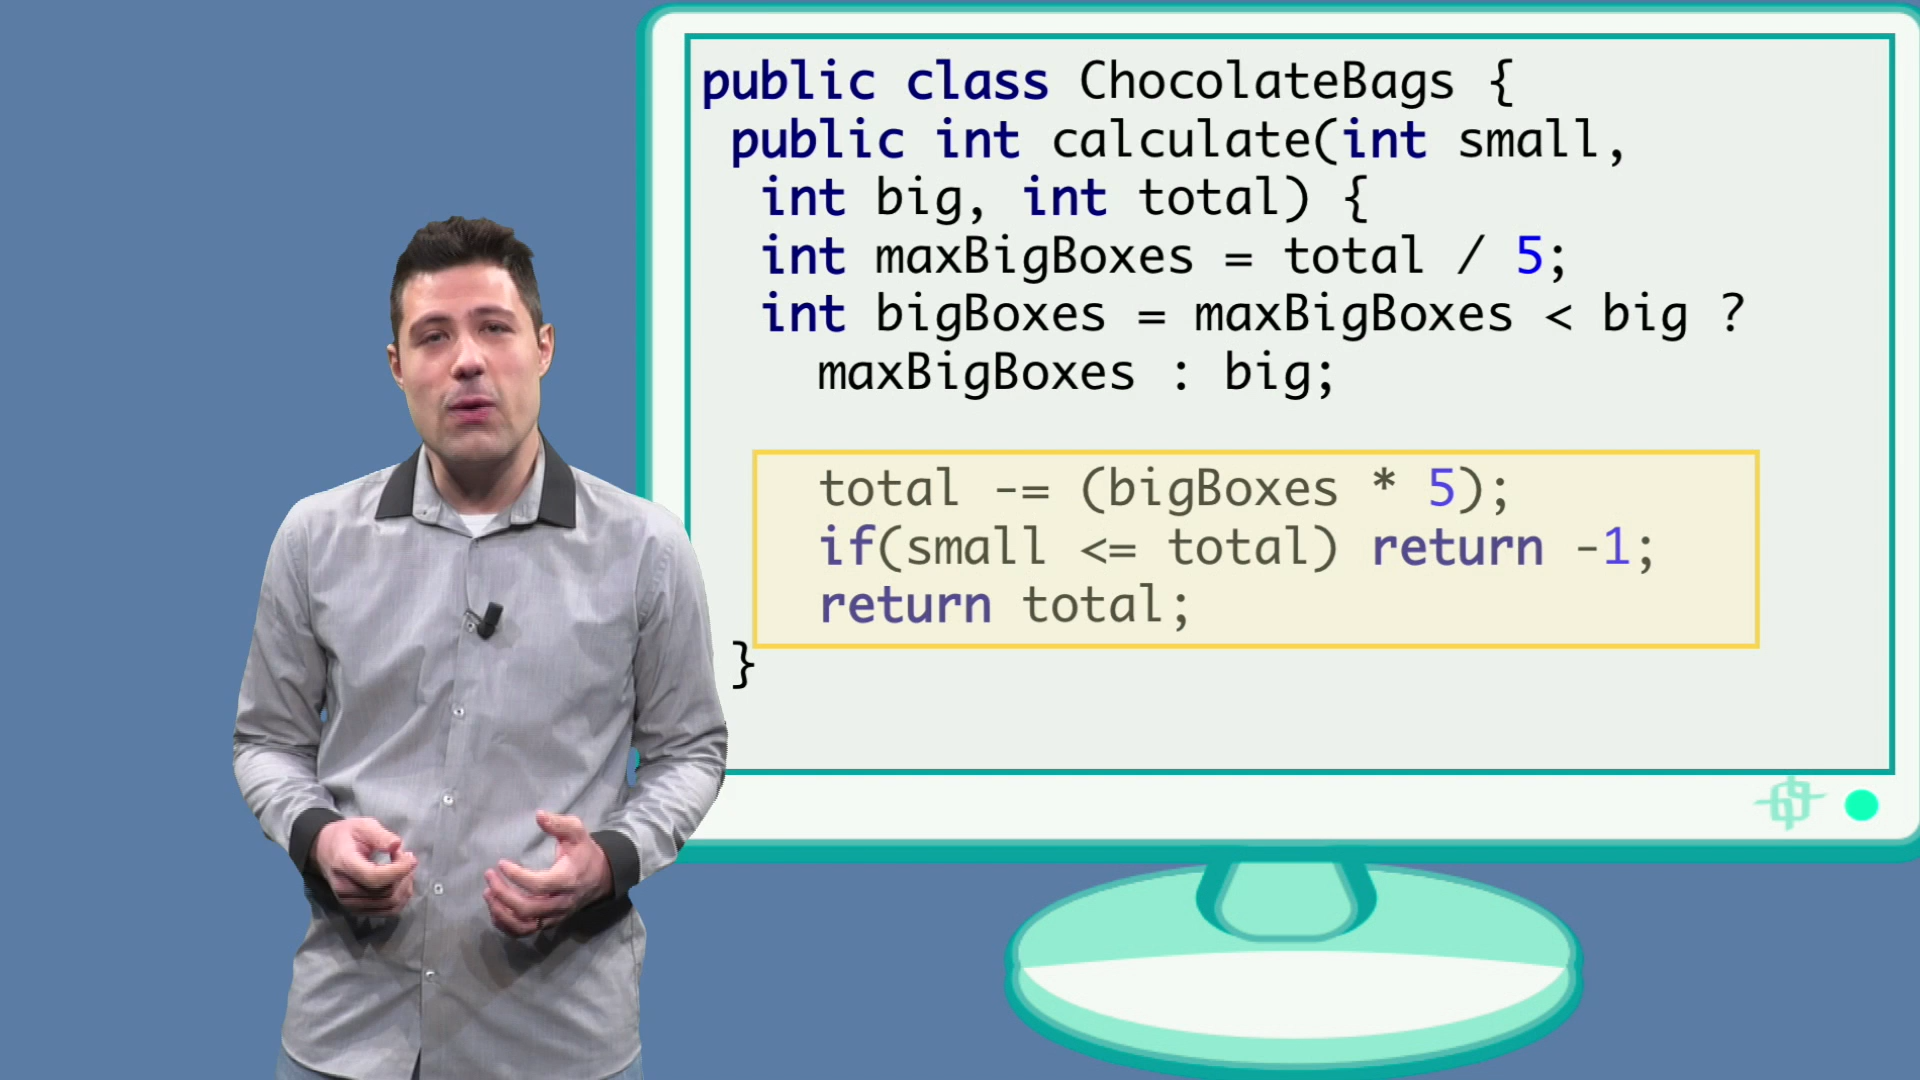 public class ChocolateBags {
public int calculate(int small,
int big, int total) {
int maxBigBoxes = total / 5;
int bigBoxes = maxBigBoxes < big ?
maxBigBoxes : big;
total -= (bigBoxes * 5);
if(small <= total) return -1;
return total;
}